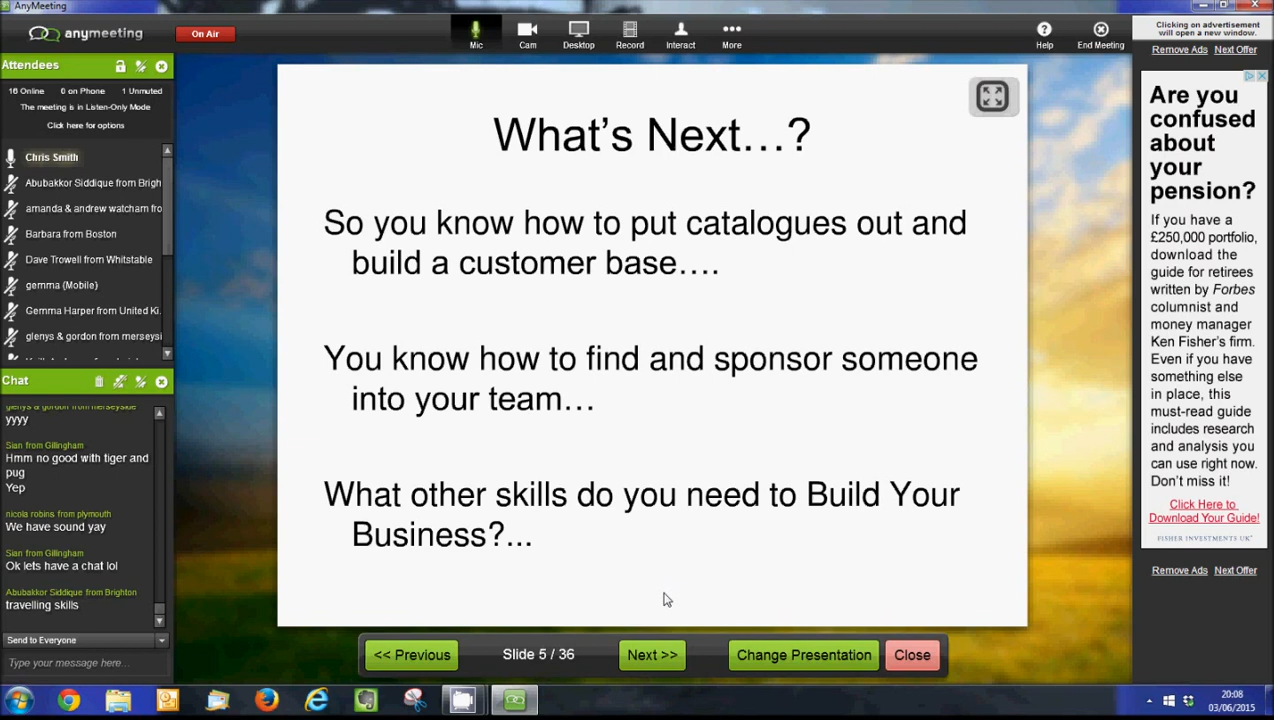 AnyMeeting
anymeeting
On Air
Mic
Cam
Desktop
Record
Interact
More
Help
End Meeting
Clicking on advertisement
will open a new window.
Remove Ads Next Offer
Attendees
16 Online 0 on Phone 1 Unmuted
The meeting is in Listen-Only Mode
Click here for options
Chris Smith
Abubakkor Siddique from Brigh
amanda & andrew watcham fro
Barbara from Boston
Dave Trowell from Whitstable
gemma (Mobile)
Gemma Harper from United Ki.
glenys & gordon from merseysi
Chat
glenys & gordon from merseyside
yyyy
Sian from Gillingham
Hmm no good with tiger and
pug
Yep
nicola robins from plymouth
We have sound yay
Sian from Gillingham
Ok lets have a chat lol
Abubakkor Siddique from Brighton
travelling skills
Send to Everyone
Type your message here...
What's Next…?
So you know how to put catalogues out and
build a customer base….
You know how to find and sponsor someone
into your team…
What other skills do you need to Build Your
Business?...
<< Previous
Slide 5 / 36
Next >>
Change Presentation
Close
Are you
confused
about
your
pension?
If you have a
£250,000 portfolio,
download the
guide for retirees
written by Forbes
columnist and
money manager
Ken Fisher's firm.
Even if you have
something else
in place, this
must-read guide
includes research
and analysis you
can use right now.
Don't miss it!
Click Here to
Download Your Guide!
FISHER INVESTMENTS UK
Remove Ads Next Offer
20:08
03/06/2015